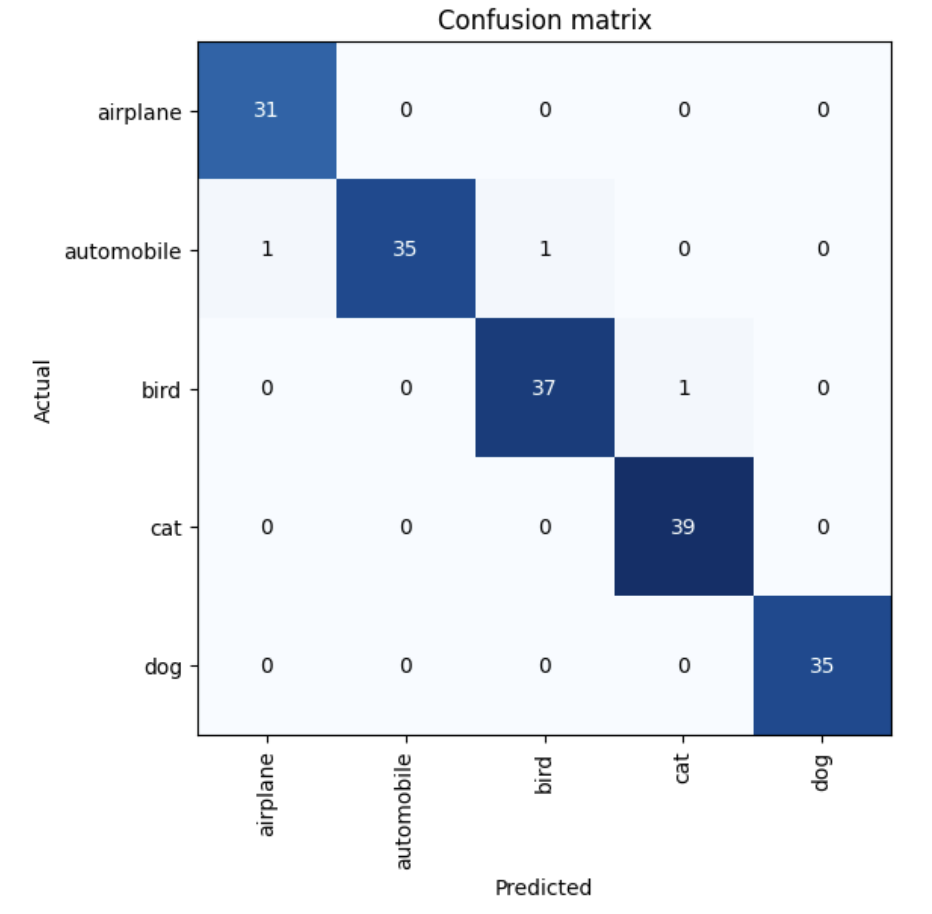 Confusion matrix
airplane 31 0 0 0 0
automobile 1 35 1 0 0
bird 0 0 37 1 0
cat 0 0 0 39 0
dog 0 0 0 0 35
Actual
airplane automobile bird cat dog
Predicted